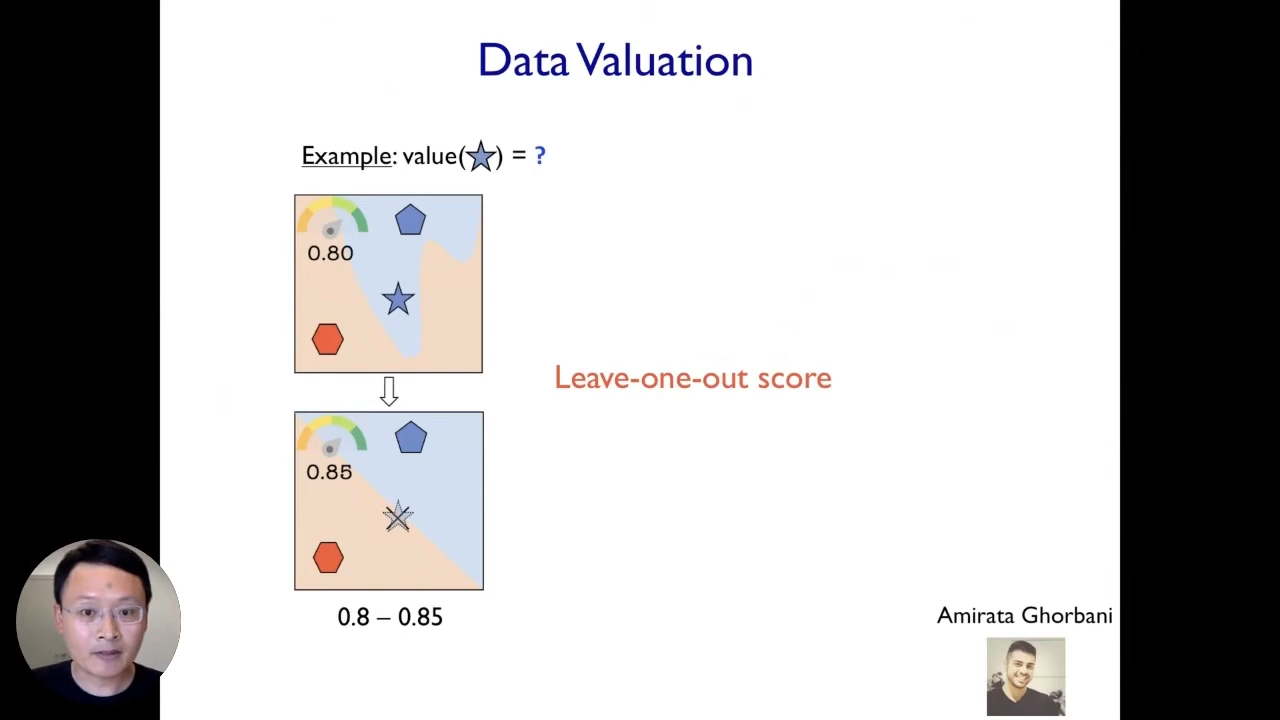 Data Valuation
Example: value(★) = ?
0.80
Leave-one-out score
0.85
0.8 – 0.85
Amirata Ghorbani